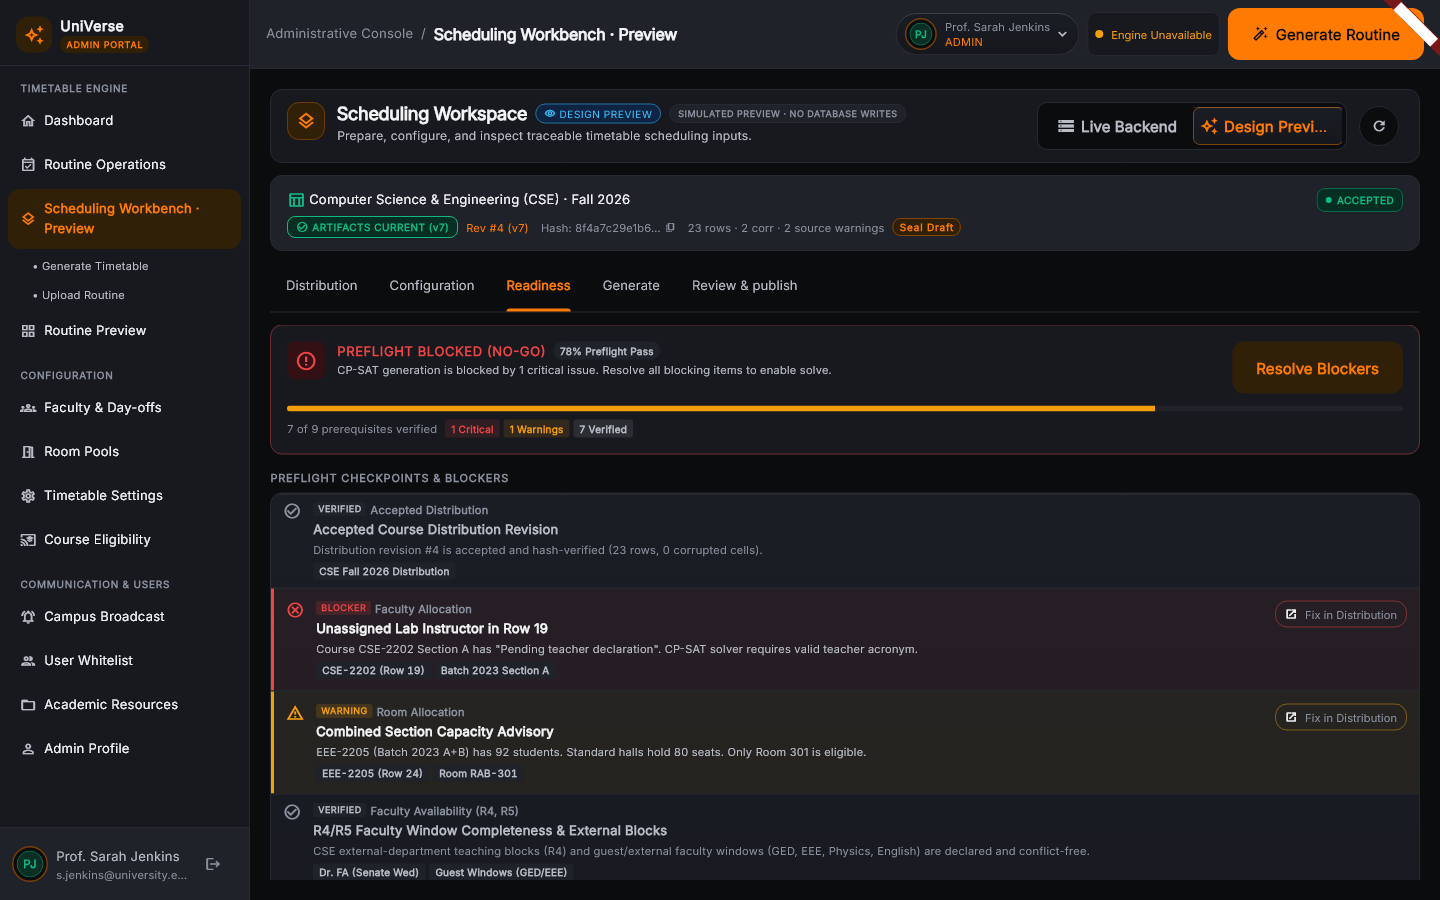 UniVerse
ADMIN PORTAL
Administrative Console / Scheduling Workbench · Preview
PJ
Prof. Sarah Jenkins
ADMIN
Engine Unavailable
Generate Routine
TIMETABLE ENGINE
Dashboard
Routine Operations
Scheduling Workbench ·
Preview
• Generate Timetable
• Upload Routine
Routine Preview
CONFIGURATION
Faculty & Day-offs
Room Pools
Timetable Settings
Course Eligibility
COMMUNICATION & USERS
Campus Broadcast
User Whitelist
Academic Resources
Admin Profile
PJ
Prof. Sarah Jenkins
s.jenkins@university.e...
Scheduling Workspace
DESIGN PREVIEW
SIMULATED PREVIEW · NO DATABASE WRITES
Prepare, configure, and inspect traceable timetable scheduling inputs.
Live Backend
Design Previ...
Computer Science & Engineering (CSE) · Fall 2026
ACCEPTED
ARTIFACTS CURRENT (v7)
Rev #4 (v7)
Hash: 8f4a7c29e1b6...
23 rows · 2 corr · 2 source warnings
Seal Draft
Distribution
Configuration
Readiness
Generate
Review & publish
PREFLIGHT BLOCKED (NO-GO)
78% Preflight Pass
CP-SAT generation is blocked by 1 critical issue. Resolve all blocking items to enable solve.
Resolve Blockers
7 of 9 prerequisites verified
1 Critical
1 Warnings
7 Verified
PREFLIGHT CHECKPOINTS & BLOCKERS
VERIFIED Accepted Distribution
Accepted Course Distribution Revision
Distribution revision #4 is accepted and hash-verified (23 rows, 0 corrupted cells).
CSE Fall 2026 Distribution
BLOCKER Faculty Allocation
Fix in Distribution
Unassigned Lab Instructor in Row 19
Course CSE-2202 Section A has "Pending teacher declaration". CP-SAT solver requires valid teacher acronym.
CSE-2202 (Row 19)
Batch 2023 Section A
WARNING Room Allocation
Fix in Distribution
Combined Section Capacity Advisory
EEE-2205 (Batch 2023 A+B) has 92 students. Standard halls hold 80 seats. Only Room 301 is eligible.
EEE-2205 (Row 24)
Room RAB-301
VERIFIED Faculty Availability (R4, R5)
R4/R5 Faculty Window Completeness & External Blocks
CSE external-department teaching blocks (R4) and guest/external faculty windows (GED, EEE, Physics, English) are declared and conflict-free.
Dr. FA (Senate Wed)
Guest Windows (GED/EEE)